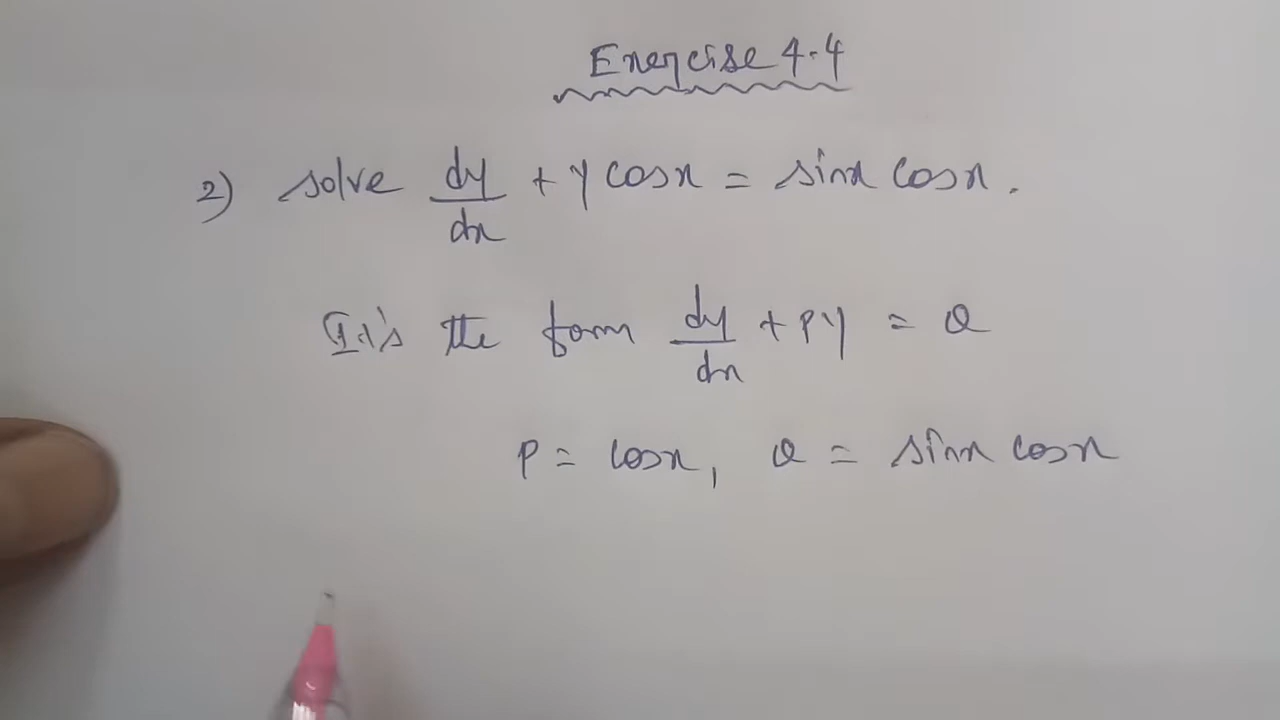 Exercise 4.4
2) solve dy/dx + y cosx = sinx cosx.
It's the form dy/dx + Py = Q
P = cosx, Q = sinx cosx